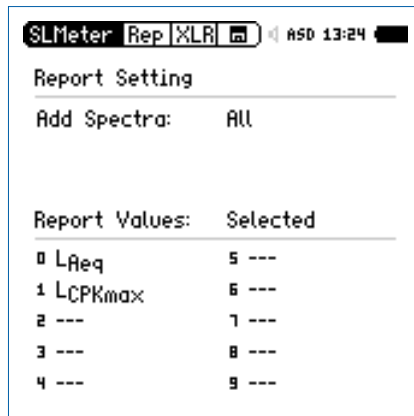 SLMeter Rep XLR ASD 13:24
Report Setting
Add Spectra: All
Report Values: Selected
0 LAeq 5 ---
1 LCPKmax 6 ---
2 --- 7 ---
3 --- 8 ---
4 --- 9 ---